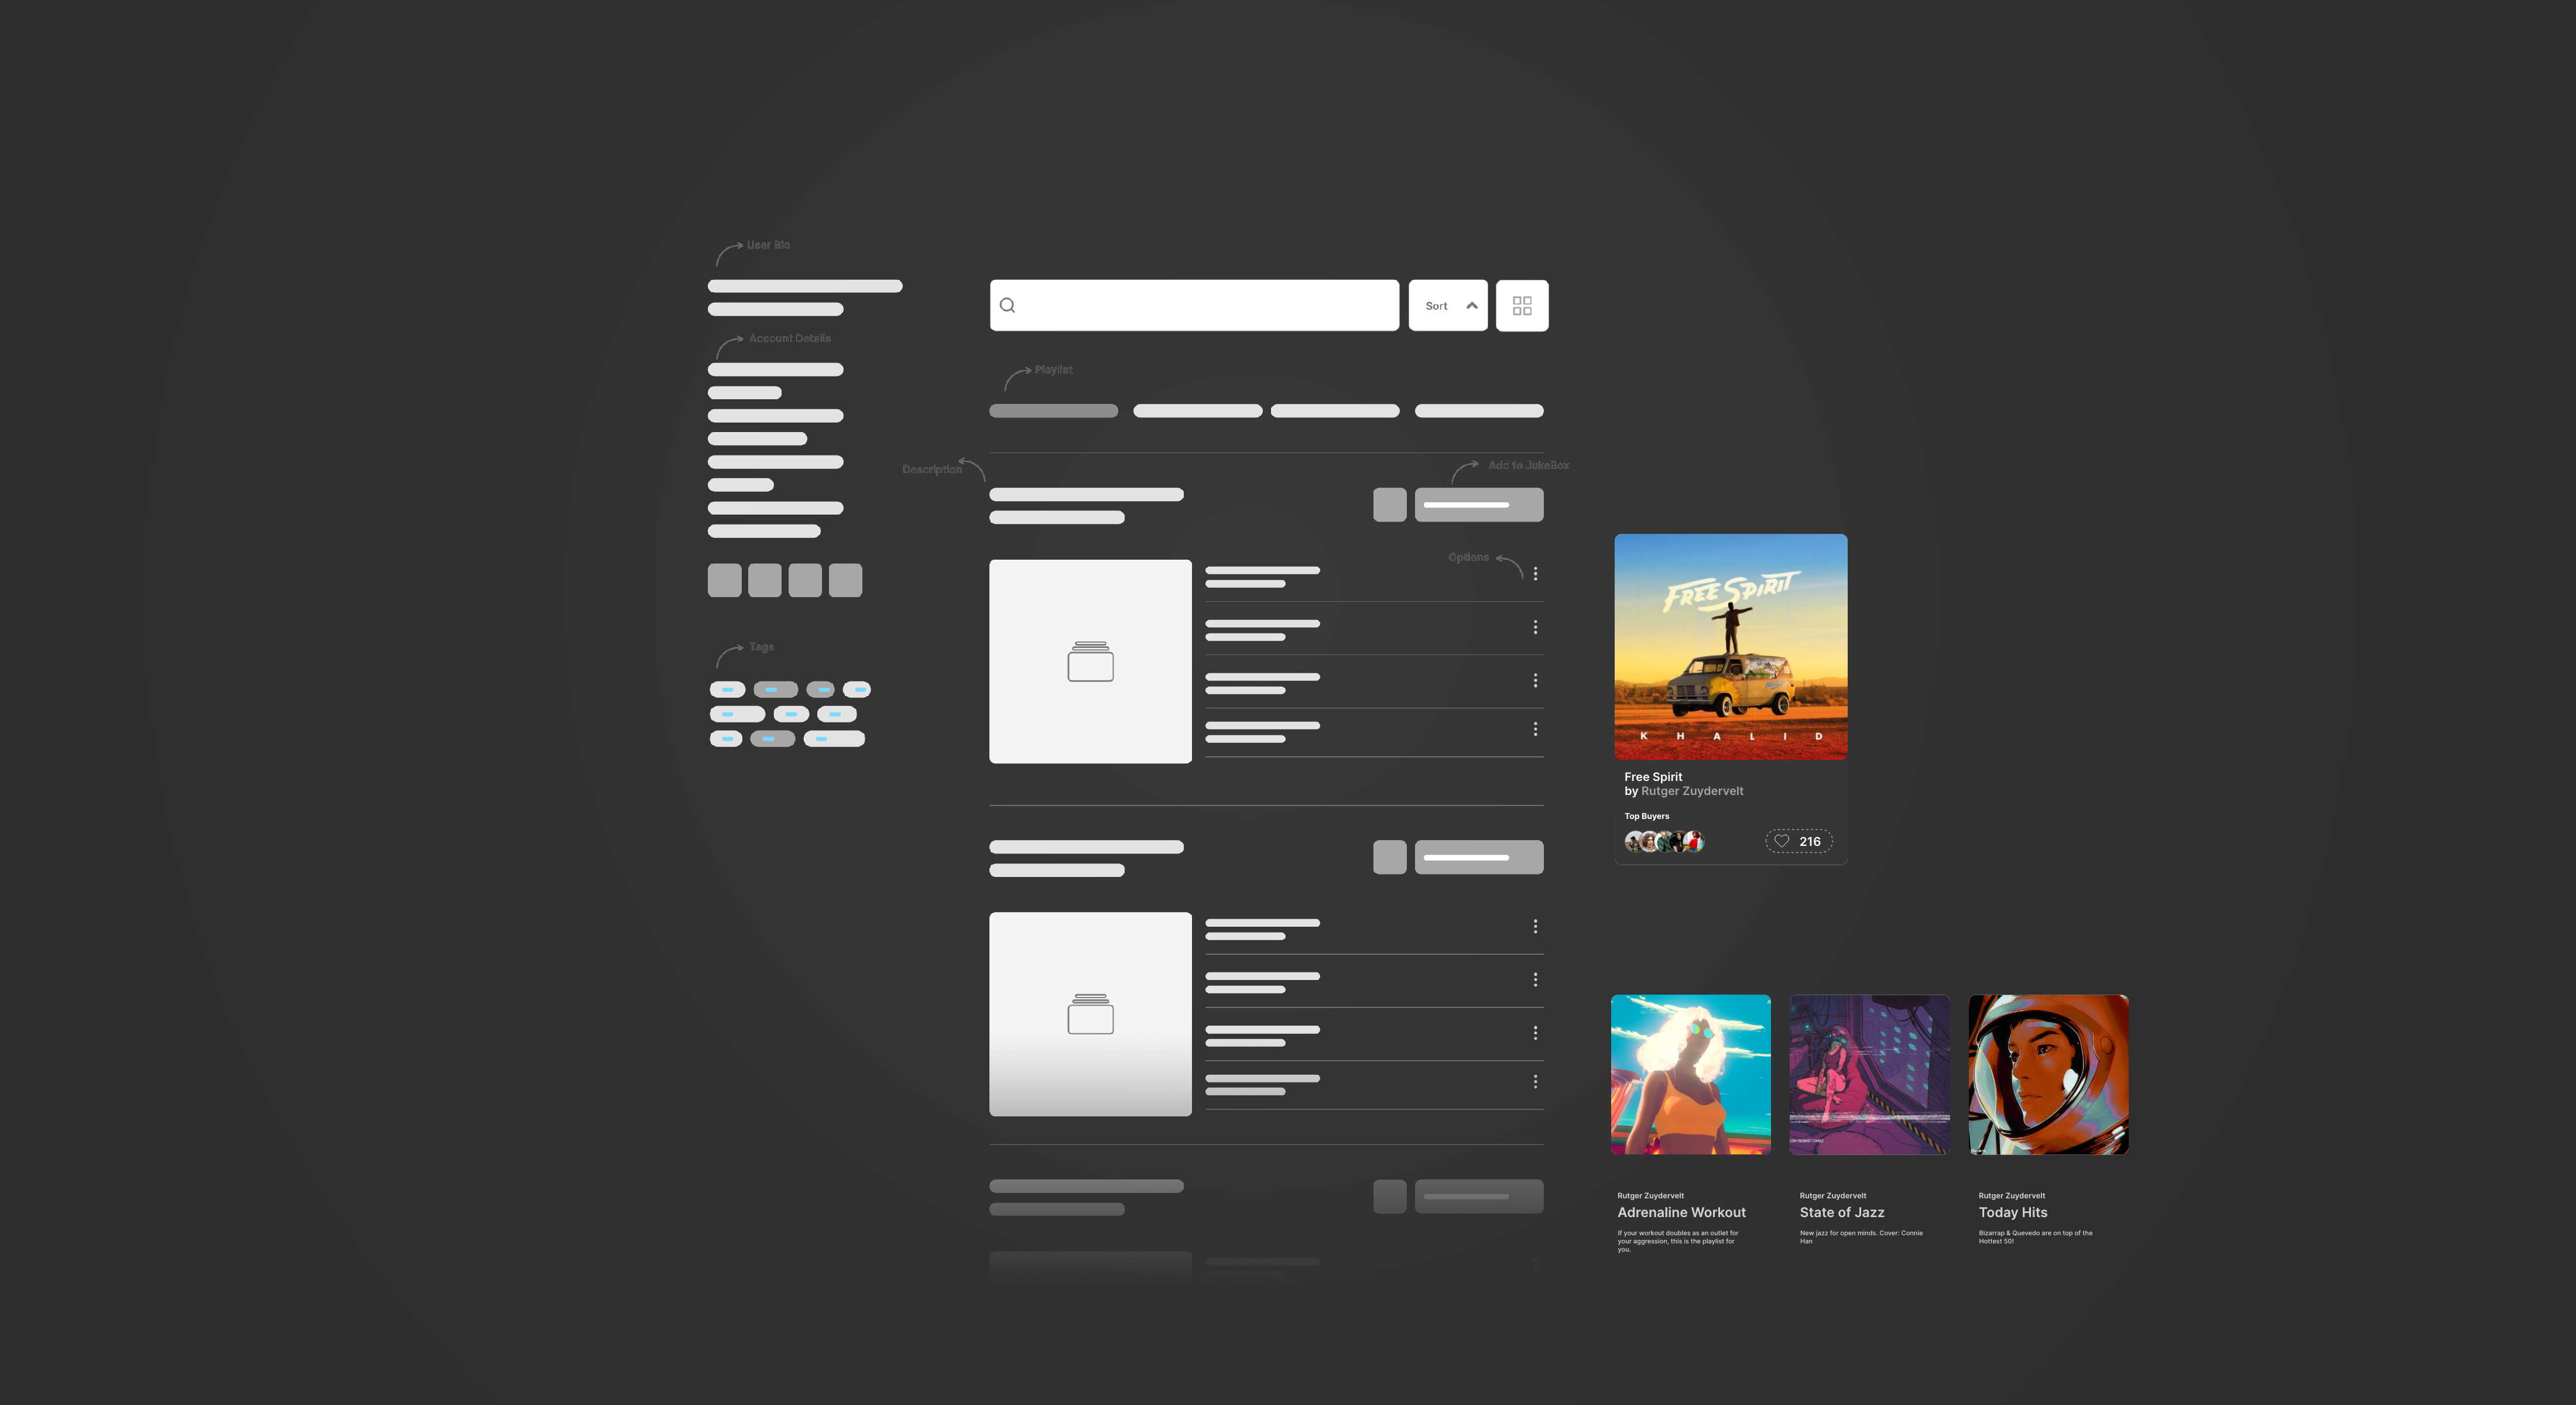 User Bio
Account Details
Tags
Sort
Playlist
Description
Add to JukeBox
Options
FREE SPIRIT
K H A L I D
Free Spirit
by Rutger Zuydervelt
Top Buyers
216
Rutger Zuydervelt
Adrenaline Workout
If your workout doubles as an outlet for
your aggression, this is the playlist for
you.
Rutger Zuydervelt
State of Jazz
New jazz for open minds. Cover: Connie
Han
Rutger Zuydervelt
Today Hits
Bizarrap & Quevedo are on top of the
Hottest 50!